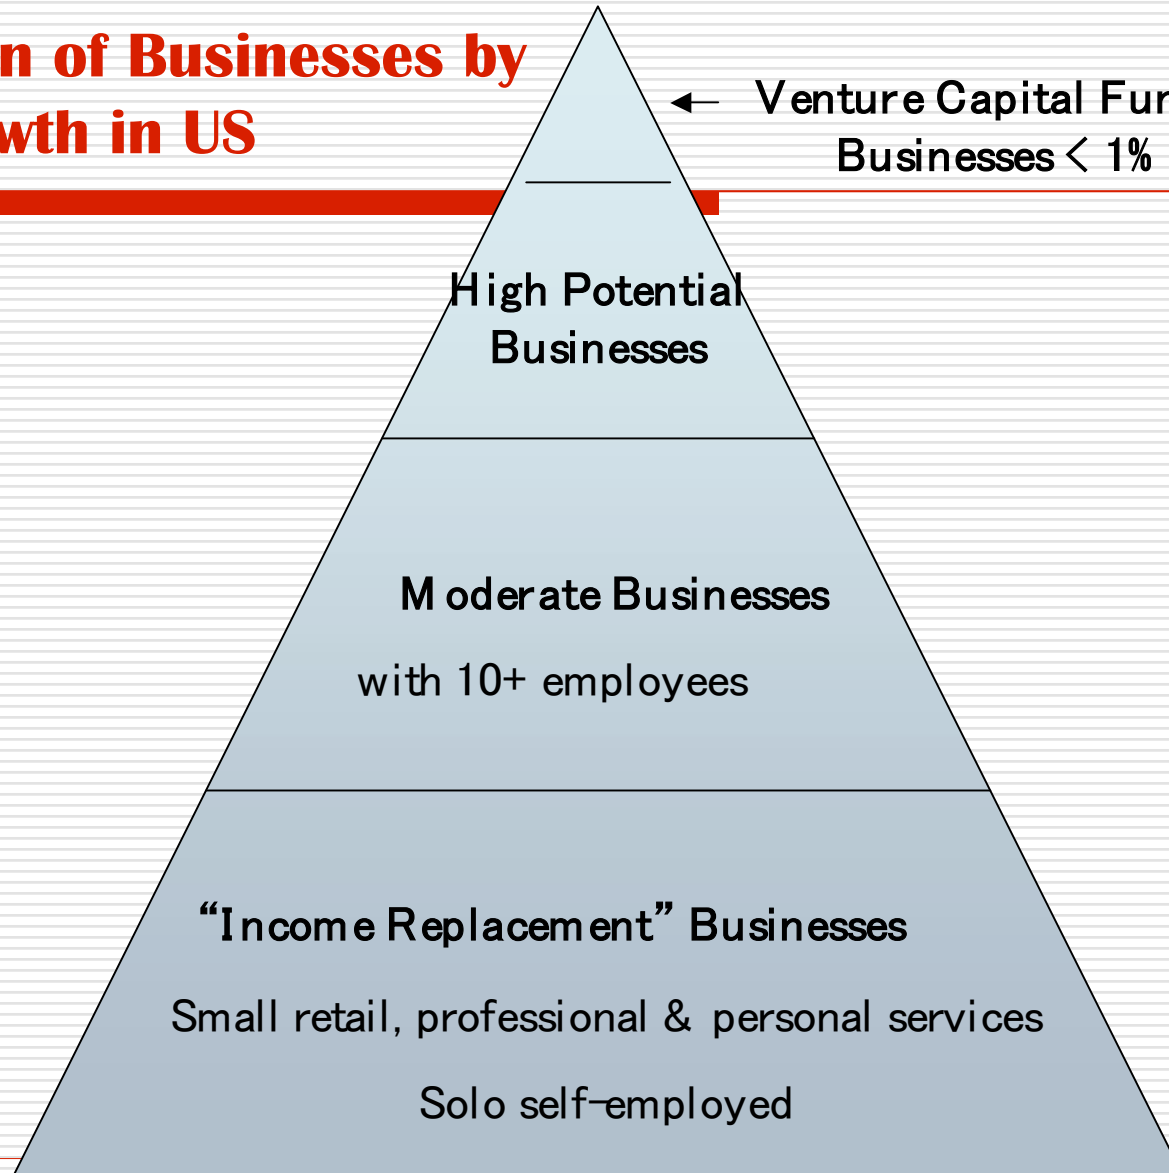 n of Businesses by
wth in US
Venture Capital Fun
Businesses < 1%
High Potential
Businesses
Moderate Businesses
with 10+ employees
“Income Replacement” Businesses
Small retail, professional & personal services
Solo self-employed